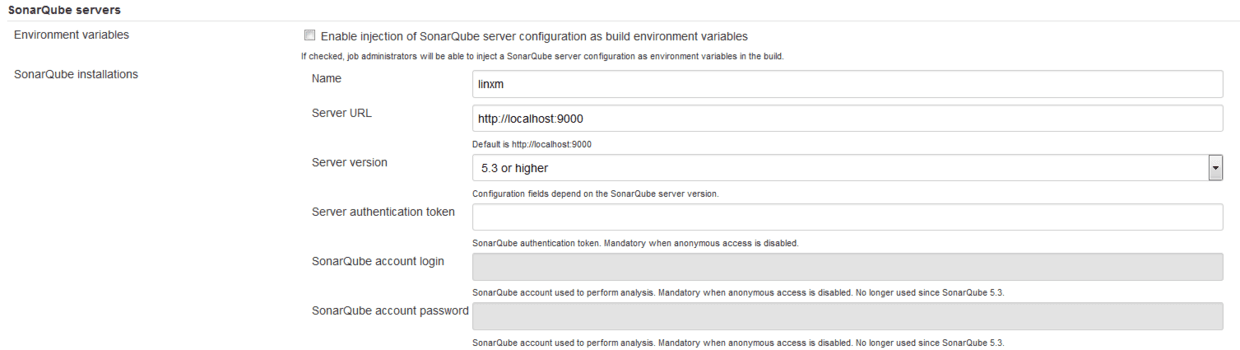 SonarQube servers
Environment variables
Enable injection of SonarQube server configuration as build environment variables
If checked, job administrators will be able to inject a SonarQube server configuration as environment variables in the build.
SonarQube installations
Name
linxm
Server URL
http://localhost:9000
Default is http://localhost:9000
Server version
5.3 or higher
Configuration fields depend on the SonarQube server version.
Server authentication token
SonarQube authentication token. Mandatory when anonymous access is disabled.
SonarQube account login
SonarQube account used to perform analysis. Mandatory when anonymous access is disabled. No longer used since SonarQube 5.3.
SonarQube account password
SonarQube account used to perform analysis. Mandatory when anonymous access is disabled. No longer used since SonarQube 5.3.